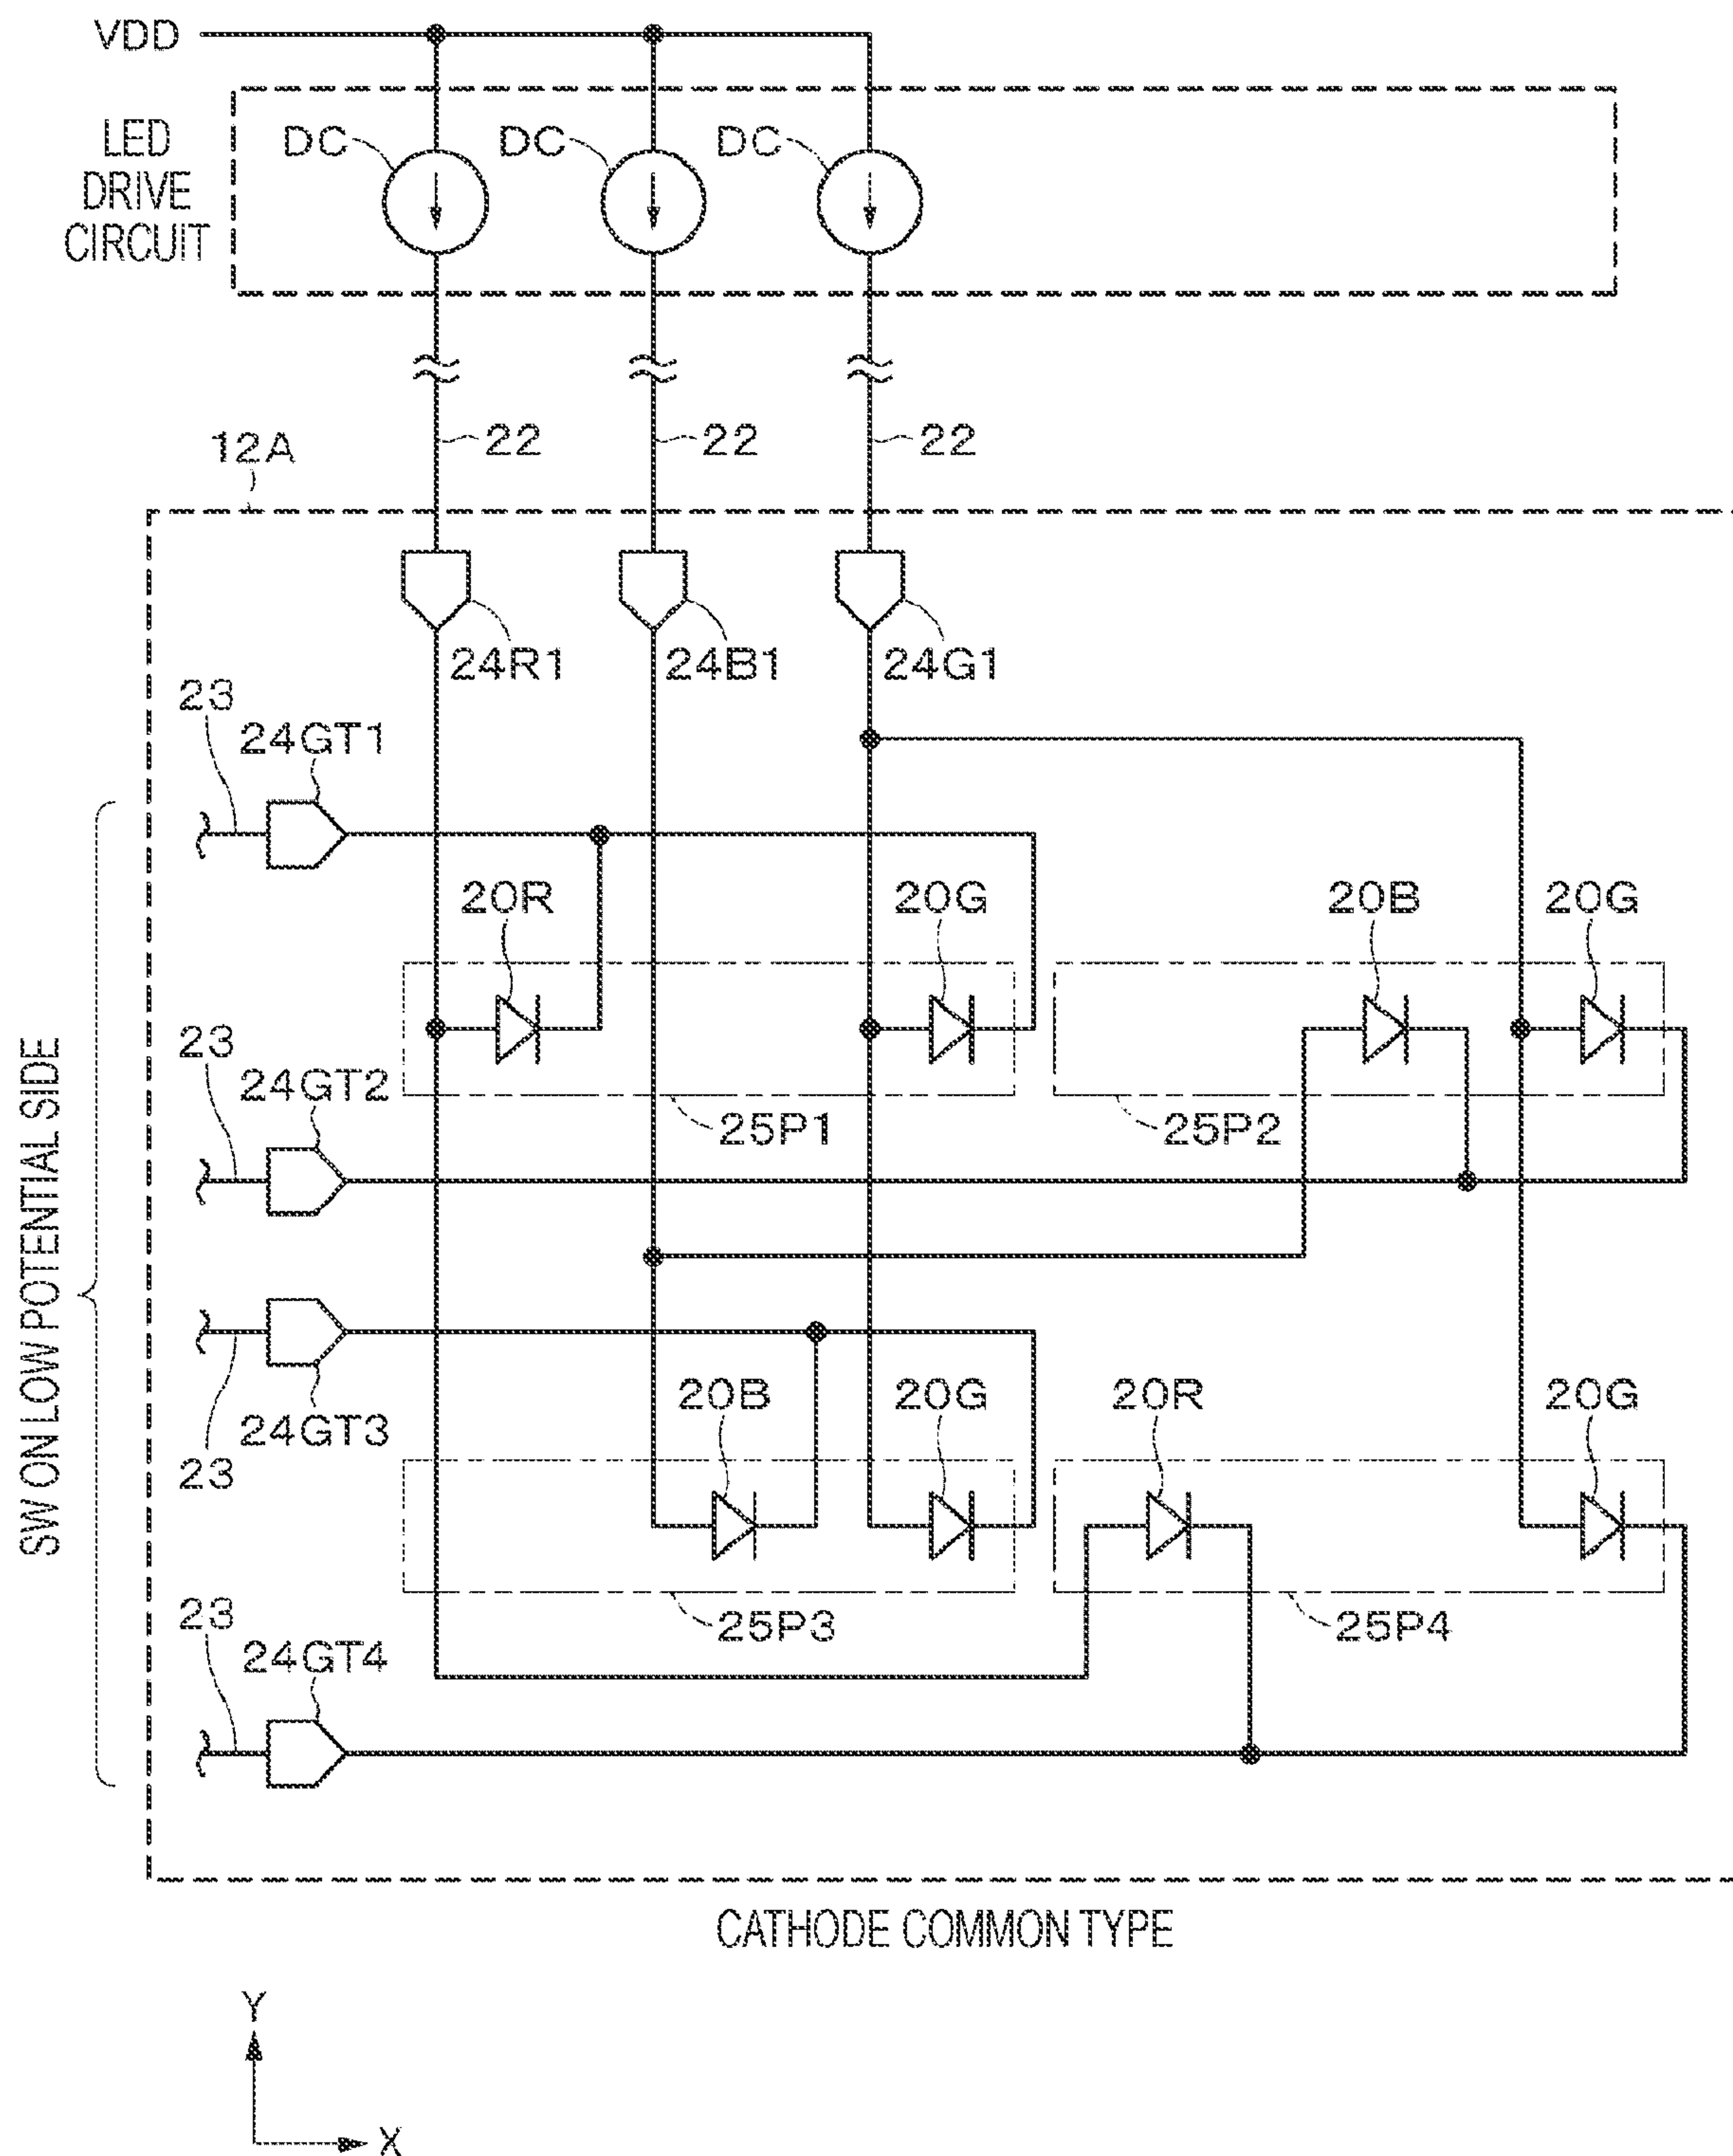 VDD
LED
DRIVE
CIRCUIT
DC
DC
DC
12A
22
22
22
24R1
24B1
24G1
23
24GT1
20R
20G
20B
20G
23
24GT2
25P1
25P2
SW ON LOW POTENTIAL SIDE
24GT3
23
20B
20G
20R
20G
25P3
25P4
23
24GT4
CATHODE COMMON TYPE
Y
X